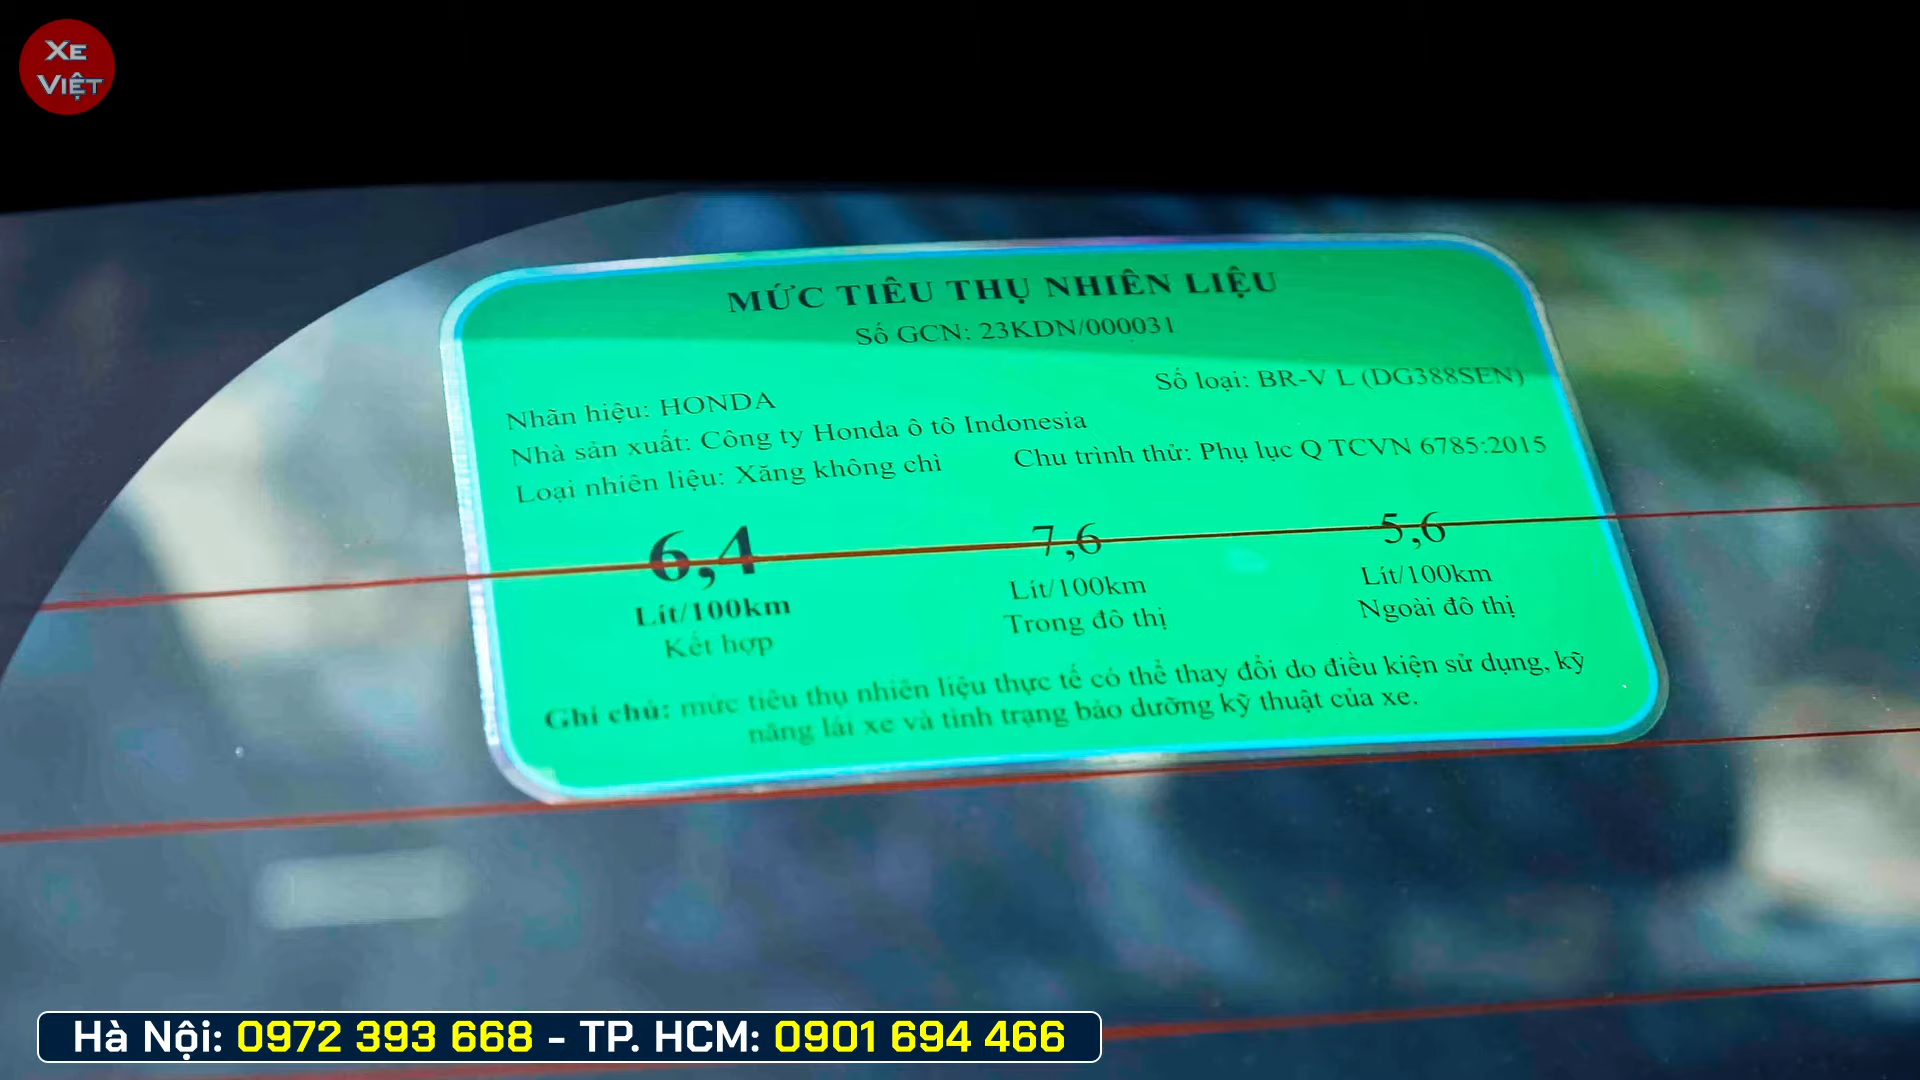 XE
VIỆT
MỨC TIÊU THỤ NHIÊN LIỆU
Số GCN: 23KDN/000031
Nhãn hiệu: HONDA
Số loại: BR-V L (DG388SEN)
Nhà sản xuất: Công ty Honda ô tô Indonesia
Loại nhiên liệu: Xăng không chì
Chu trình thử: Phụ lục Q TCVN 6785:2015
6,4 7,6 5,6
Lít/100km Lít/100km Lít/100km
Kết hợp Trong đô thị Ngoài đô thị
Ghi chú: mức tiêu thụ nhiên liệu thực tế có thể thay đổi do điều kiện sử dụng, kỹ
năng lái xe và tình trạng bảo dưỡng kỹ thuật của xe.
Hà Nội: 0972 393 668 - TP. HCM: 0901 694 466